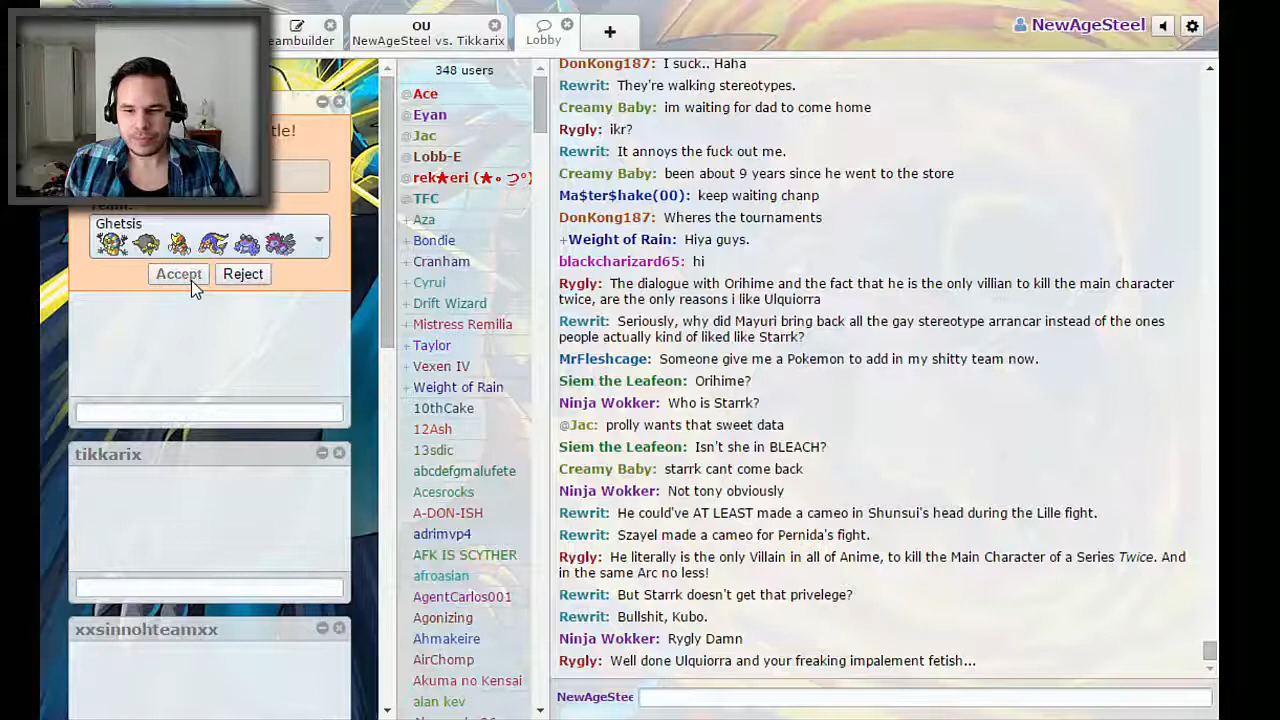 eambuilder
OU
NewAgeSteel vs. Tikkarix
Lobby
+
NewAgeSteel
tle!
Ghetsis
Accept
Reject
tikkarix
xxsinnohteamxx
348 users
@Ace
@Eyan
@Jac
@Lobb-E
@rek★eri (★∘ つ°)
@TFC
+Aza
+Bondie
+Cranham
+Cyrui
+Drift Wizard
+Mistress Remilia
+Taylor
+Vexen IV
+Weight of Rain
10thCake
12Ash
13sdic
abcdefgmalufete
Acesrocks
A-DON-ISH
adrimvp4
AFK IS SCYTHER
afroasian
AgentCarlos001
Agonizing
Ahmakeire
AirChomp
Akuma no Kensai
alan kev
DonKong187: I suck.. Haha
Rewrit: They're walking stereotypes.
Creamy Baby: im waiting for dad to come home
Rygly: ikr?
Rewrit: It annoys the fuck out me.
Creamy Baby: been about 9 years since he went to the store
Ma$ter$hake(00): keep waiting chanp
DonKong187: Wheres the tournaments
+Weight of Rain: Hiya guys.
blackcharizard65: hi
Rygly: The dialogue with Orihime and the fact that he is the only villian to kill the main character
twice, are the only reasons i like Ulquiorra
Rewrit: Seriously, why did Mayuri bring back all the gay stereotype arrancar instead of the ones
people actually kind of liked like Starrk?
MrFleshcage: Someone give me a Pokemon to add in my shitty team now.
Siem the Leafeon: Orihime?
Ninja Wokker: Who is Starrk?
@Jac: prolly wants that sweet data
Siem the Leafeon: Isn't she in BLEACH?
Creamy Baby: starrk cant come back
Ninja Wokker: Not tony obviously
Rewrit: He could've AT LEAST made a cameo in Shunsui's head during the Lille fight.
Rewrit: Szayel made a cameo for Pernida's fight.
Rygly: He literally is the only Villain in all of Anime, to kill the Main Character of a Series Twice. And
in the same Arc no less!
Rewrit: But Starrk doesn't get that privelege?
Rewrit: Bullshit, Kubo.
Ninja Wokker: Rygly Damn
Rygly: Well done Ulquiorra and your freaking impalement fetish...
NewAgeStee